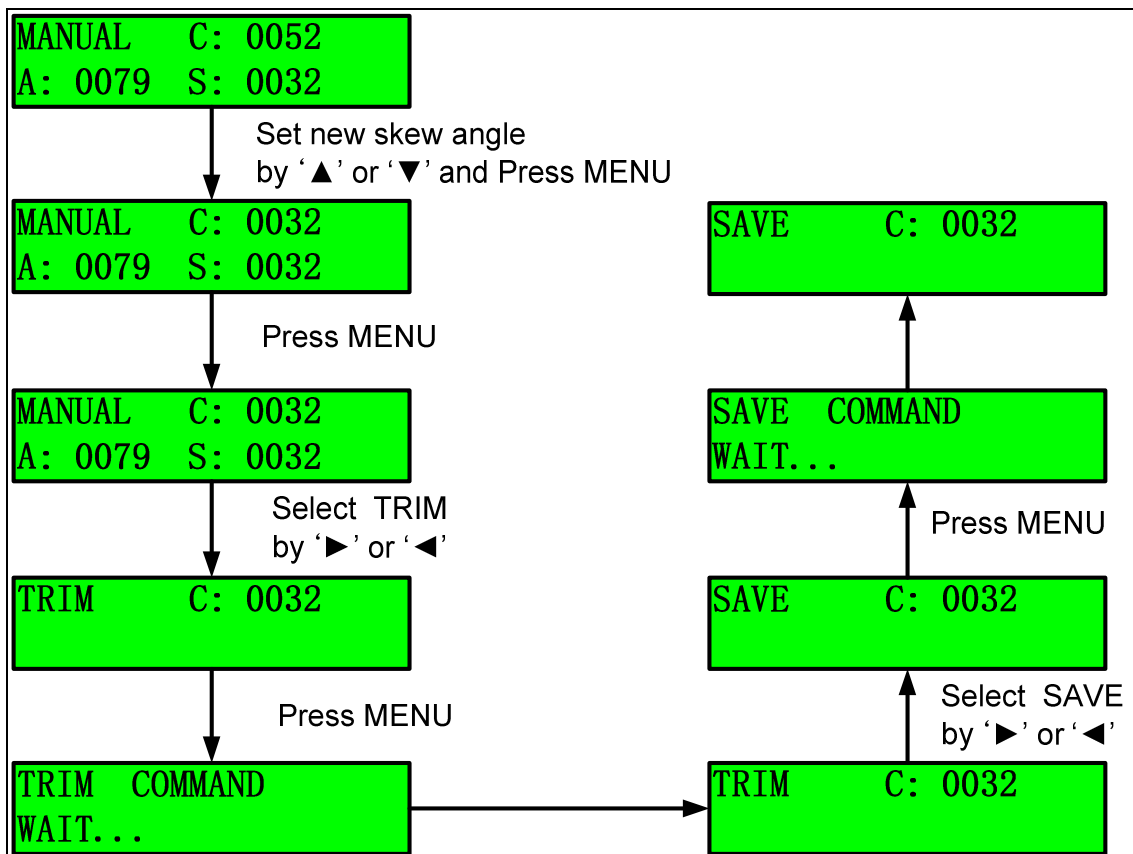 MANUAL C: 0052
A: 0079 S: 0032
Set new skew angle
by ‘▲’ or ‘▼’ and Press MENU
MANUAL C: 0032
A: 0079 S: 0032
Press MENU
MANUAL C: 0032
A: 0079 S: 0032
Select TRIM
by ‘►’ or ‘◄’
TRIM C: 0032
Press MENU
TRIM COMMAND
WAIT...
TRIM C: 0032
Select SAVE
by ‘►’ or ‘◄’
SAVE C: 0032
Press MENU
SAVE COMMAND
WAIT...
SAVE C: 0032